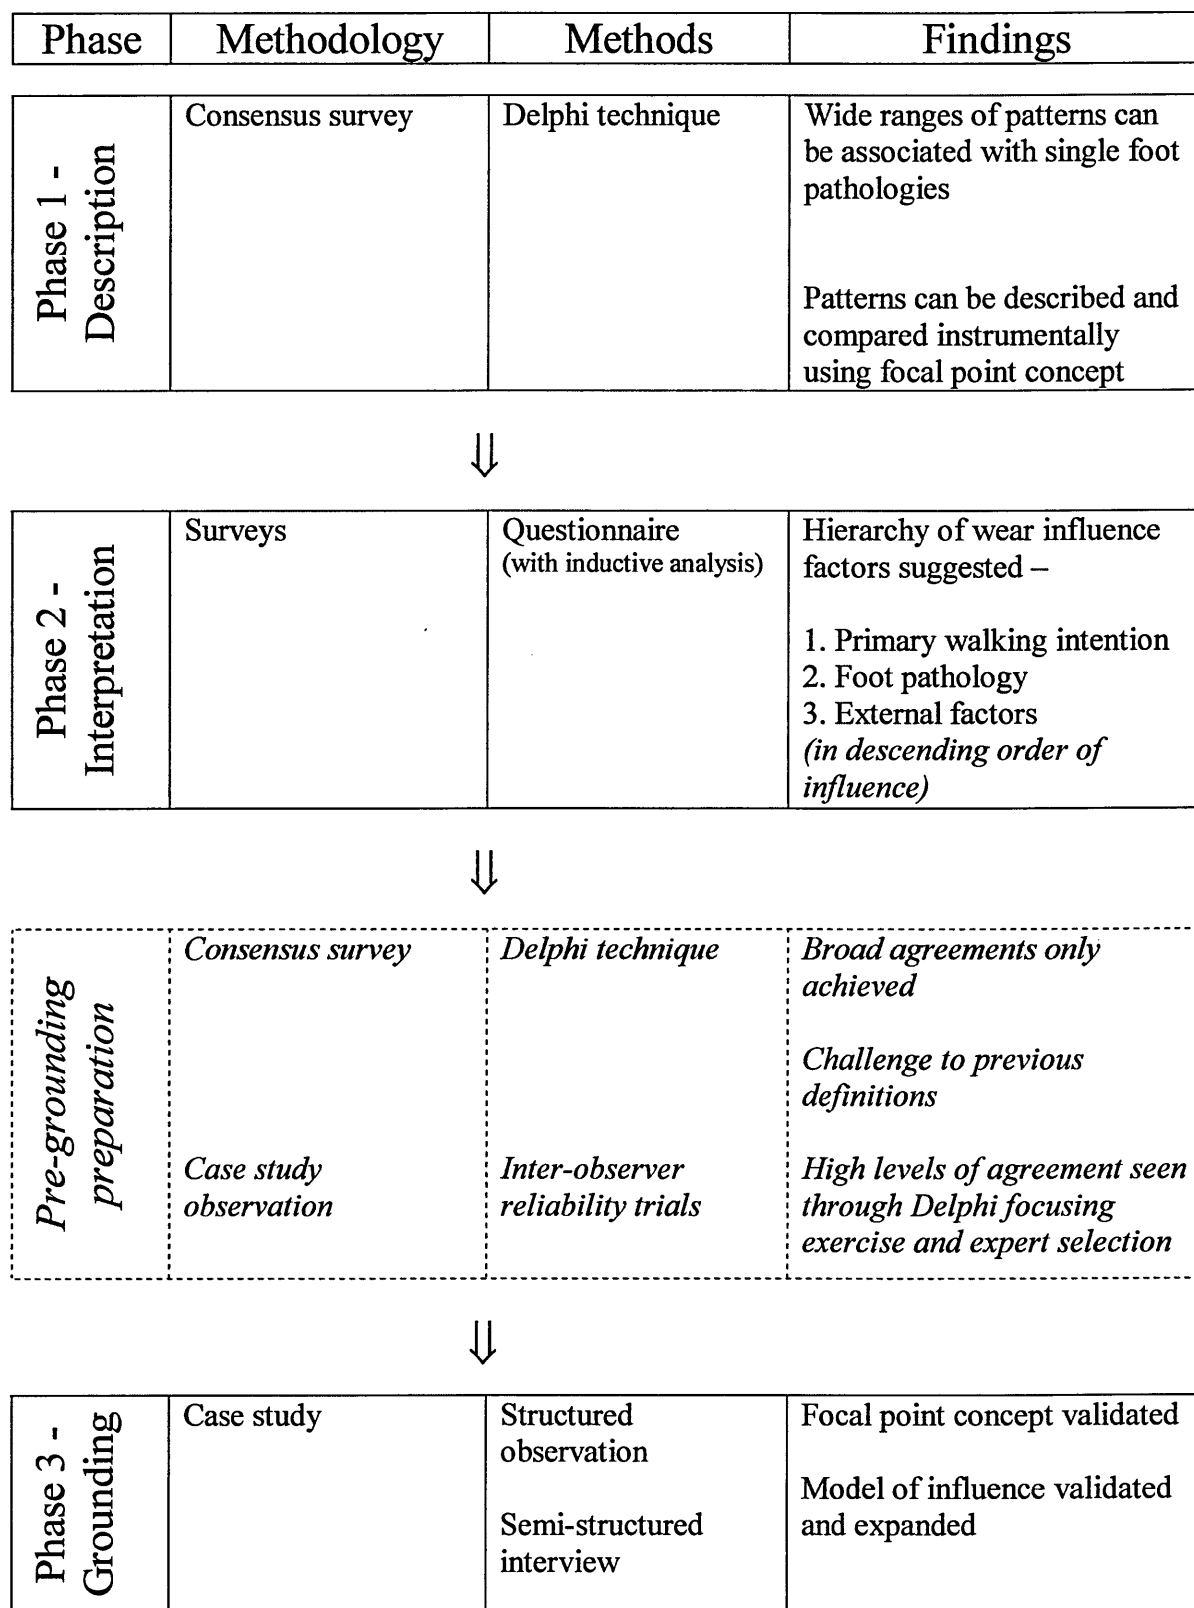 Phase Methodology Methods Findings
Phase 1 -
Description
Consensus survey
Delphi technique
Wide ranges of patterns can
be associated with single foot
pathologies
Patterns can be described and
compared instrumentally
using focal point concept
⇓
Phase 2 -
Interpretation
Surveys
Questionnaire
(with inductive analysis)
Hierarchy of wear influence
factors suggested –
1. Primary walking intention
2. Foot pathology
3. External factors
(in descending order of
influence)
⇓
Pre-grounding
preparation
Consensus survey
Delphi technique
Broad agreements only
achieved
Challenge to previous
definitions
Case study
observation
Inter-observer
reliability trials
High levels of agreement seen
through Delphi focusing
exercise and expert selection
⇓
Phase 3 -
Grounding
Case study
Structured
observation
Semi-structured
interview
Focal point concept validated
Model of influence validated
and expanded